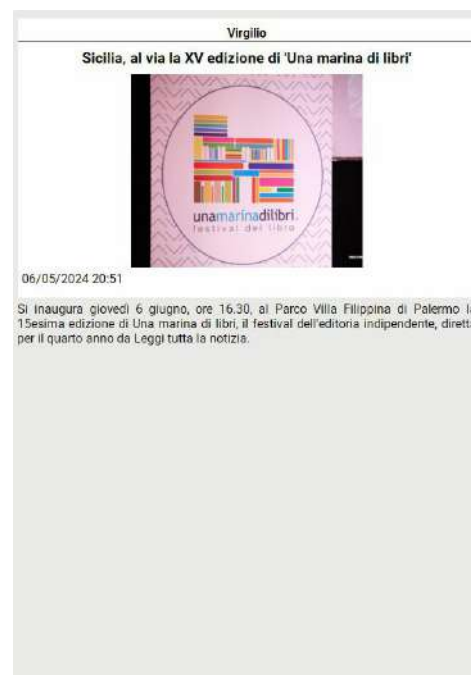 Virgilio
Sicilia, al via la XV edizione di 'Una marina di libri'
unamarinadilibri.
festival del libro
06/05/2024 20:51
Si inaugura giovedì 6 giugno, ore 16.30, al Parco Villa Filippina di Palermo la
15esima edizione di Una marina di libri, il festival dell'editoria indipendente, diretta
per il quarto anno da Leggi tutta la notizia.